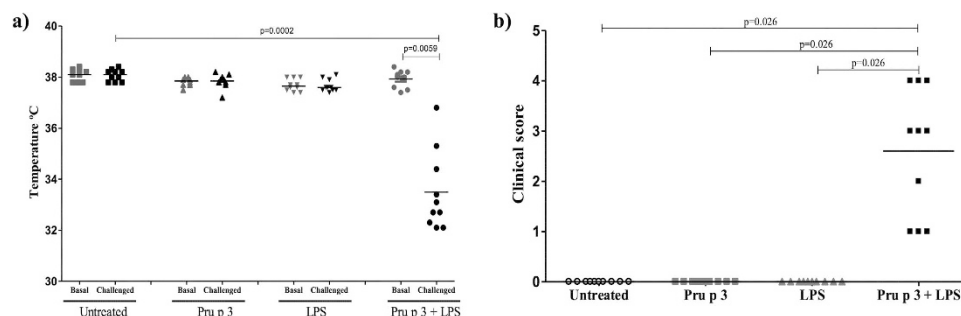 a)
p=0.0002
p=0.0059
Temperature ºC
40
38
36
34
32
30
Basal Challenged Basal Challenged Basal Challenged Basal Challenged
Untreated Pru p 3 LPS Pru p 3 + LPS
b)
p=0.026
p=0.026
p=0.026
Clinical score
5
4
3
2
1
0
Untreated Pru p 3 LPS Pru p 3 + LPS